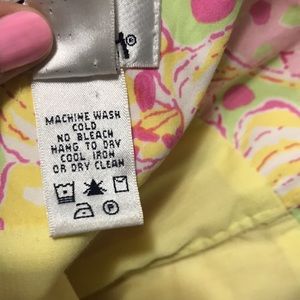 MACHINE WASH
COLD
NO BLEACH
HANG TO DRY
COOL IRON
OR DRY CLEAN